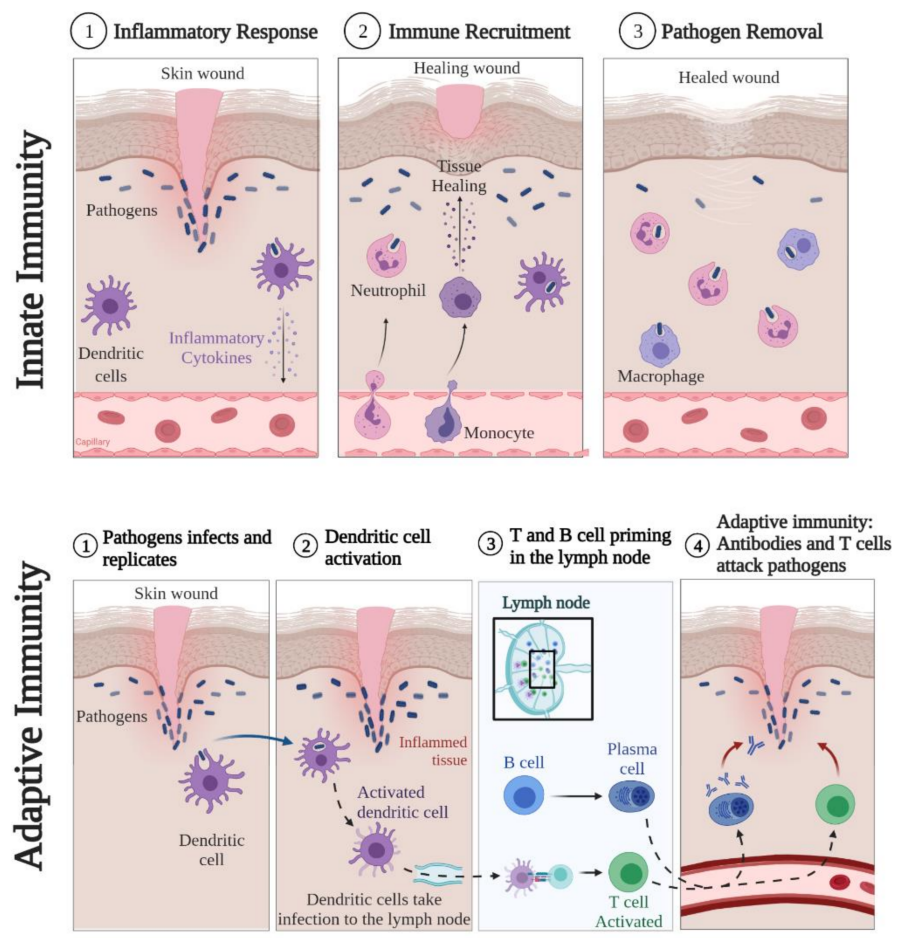 Innate Immunity
1 Inflammatory Response
Skin wound
Pathogens
Dendritic
cells
Inflammatory
Cytokines
Capillary
2 Immune Recruitment
Healing wound
Tissue
Healing
Neutrophil
Monocyte
3 Pathogen Removal
Healed wound
Macrophage
Adaptive Immunity
1 Pathogens infects and
replicates
Skin wound
Pathogens
Dendritic
cell
2 Dendritic cell
activation
Inflammed
tissue
Activated
dendritic cell
Dendritic cells take
infection to the lymph node
3 T and B cell priming
in the lymph node
Lymph node
B cell
Plasma
cell
T cell
Activated
4 Adaptive immunity:
Antibodies and T cells
attack pathogens